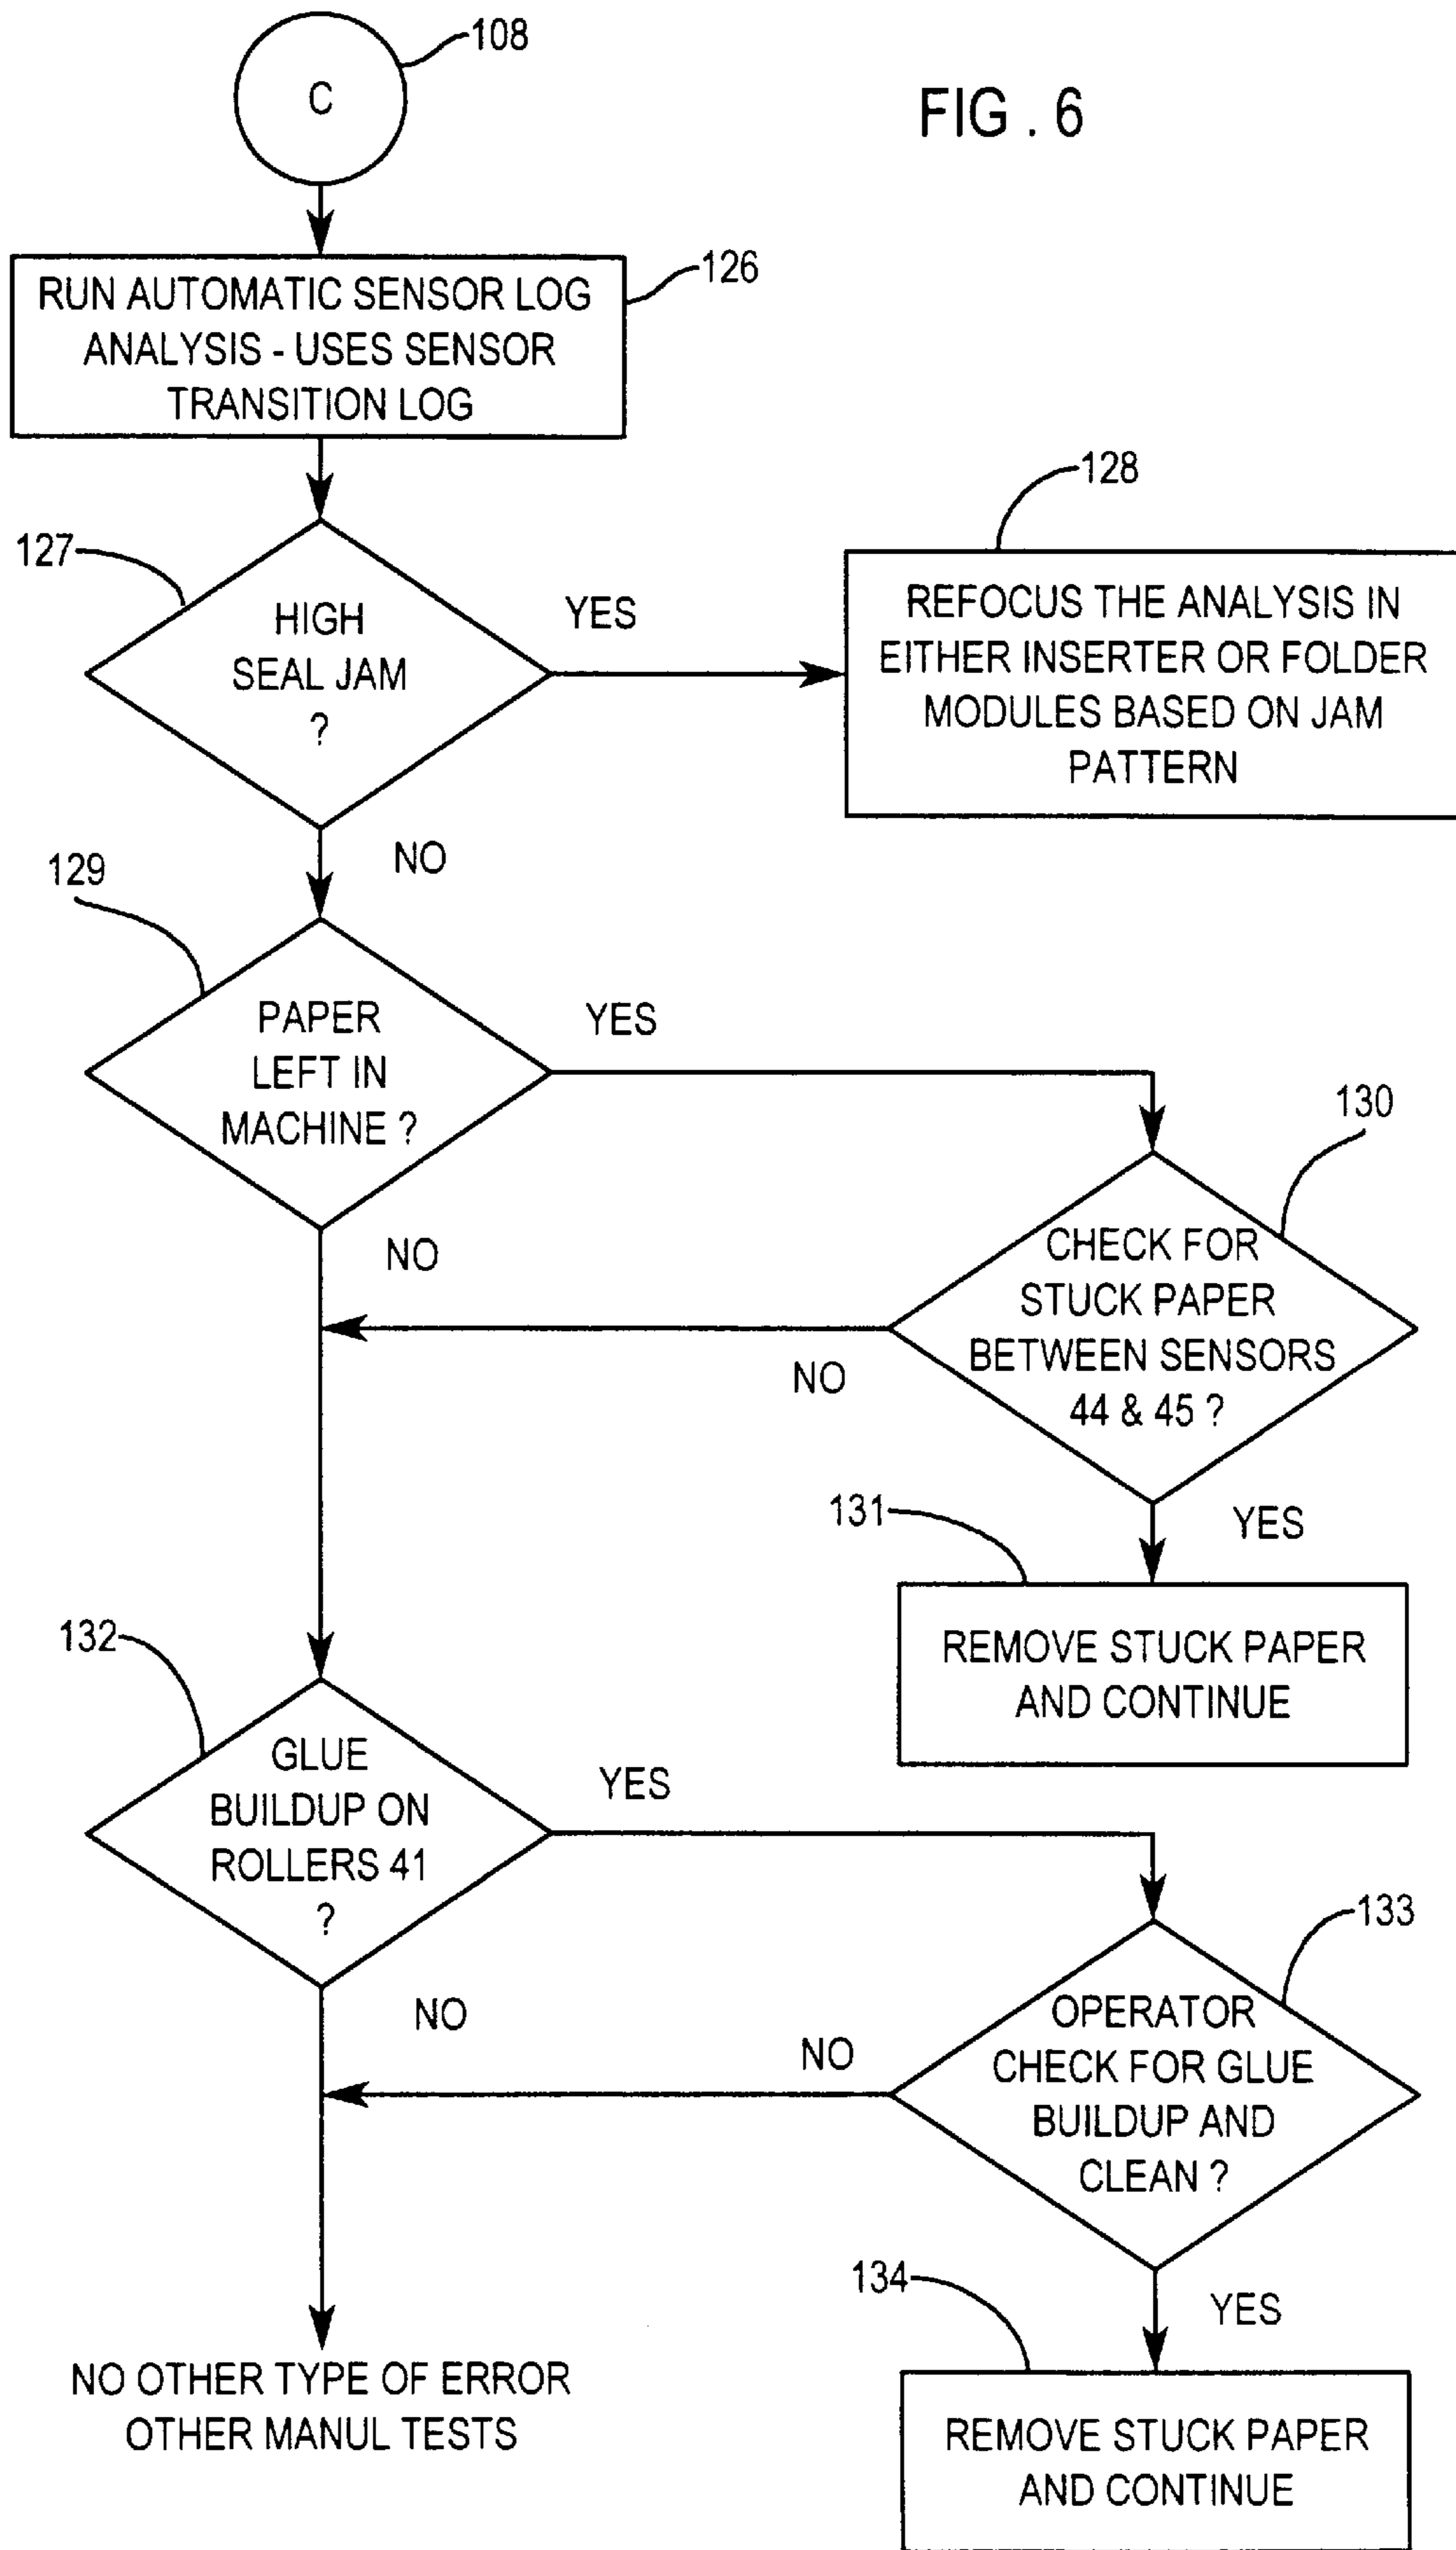 108
C
FIG . 6
126
RUN AUTOMATIC SENSOR LOG
ANALYSIS - USES SENSOR
TRANSITION LOG
128
127
HIGH
SEAL JAM
?
YES
REFOCUS THE ANALYSIS IN
EITHER INSERTER OR FOLDER
MODULES BASED ON JAM
PATTERN
NO
129
PAPER
LEFT IN
MACHINE ?
YES
130
NO
CHECK FOR
STUCK PAPER
BETWEEN SENSORS
44 & 45 ?
NO
YES
131
REMOVE STUCK PAPER
AND CONTINUE
132
GLUE
BUILDUP ON
ROLLERS 41
?
YES
133
NO
OPERATOR
CHECK FOR GLUE
BUILDUP AND
CLEAN ?
NO
YES
134
NO OTHER TYPE OF ERROR
OTHER MANUL TESTS
REMOVE STUCK PAPER
AND CONTINUE